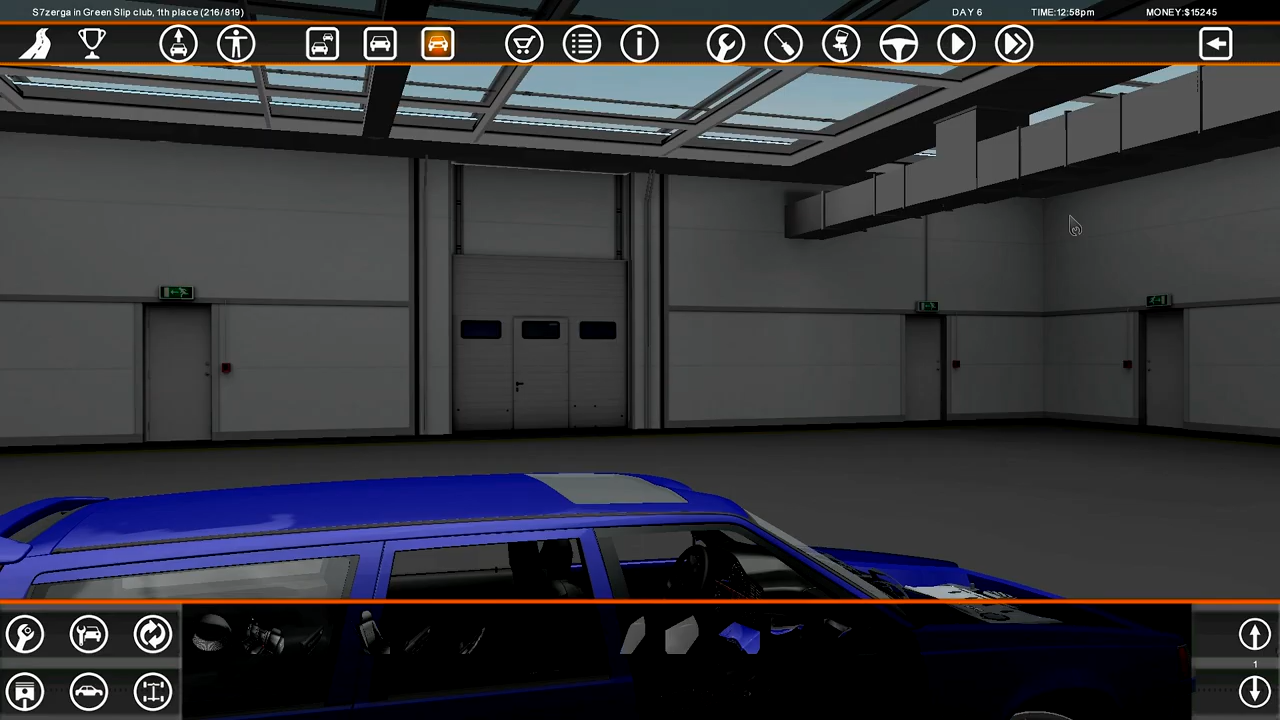 S7zerga in Green Slip club, 1th place (216/819)
DAY 6
TIME:12:58pm
MONEY:$15245
1